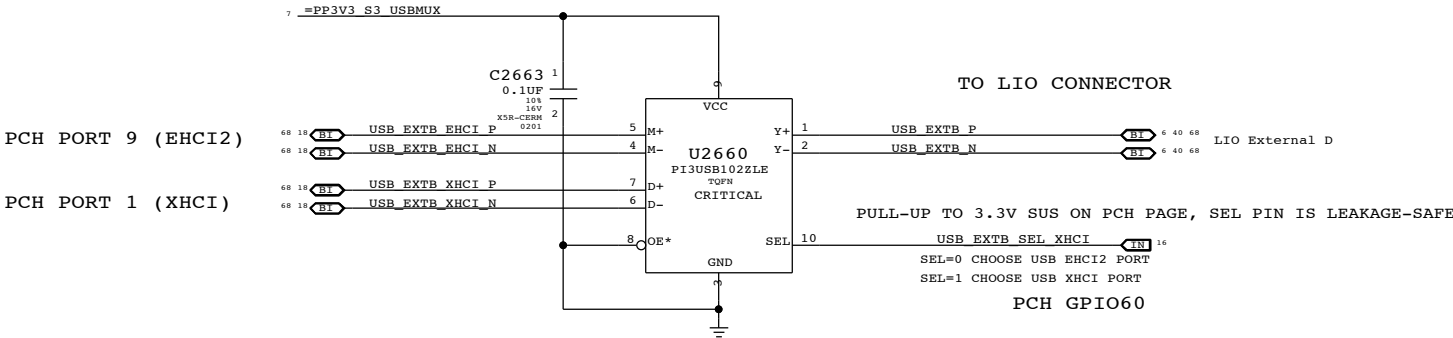 7 =PP3V3_S3_USBMUX
C2663 1
0.1UF
10%
16V
X5R-CERM 2
0201
9
VCC
TO LIO CONNECTOR
PCH PORT 9 (EHCI2)
68 18 BI USB_EXTB_EHCI_P 5 M+
68 18 BI USB_EXTB_EHCI_N 4 M-
Y+ 1 USB_EXTB_P BI 6 40 68
Y- 2 USB_EXTB_N BI 6 40 68
LIO External D
U2660
PI3USB102ZLE
TQFN
CRITICAL
PCH PORT 1 (XHCI)
68 18 BI USB_EXTB_XHCI_P 7 D+
68 18 BI USB_EXTB_XHCI_N 6 D-
PULL-UP TO 3.3V SUS ON PCH PAGE, SEL PIN IS LEAKAGE-SAFE
8 OE*
SEL 10 USB_EXTB_SEL_XHCI IN 16
SEL=0 CHOOSE USB EHCI2 PORT
SEL=1 CHOOSE USB XHCI PORT
GND
3
PCH GPIO60